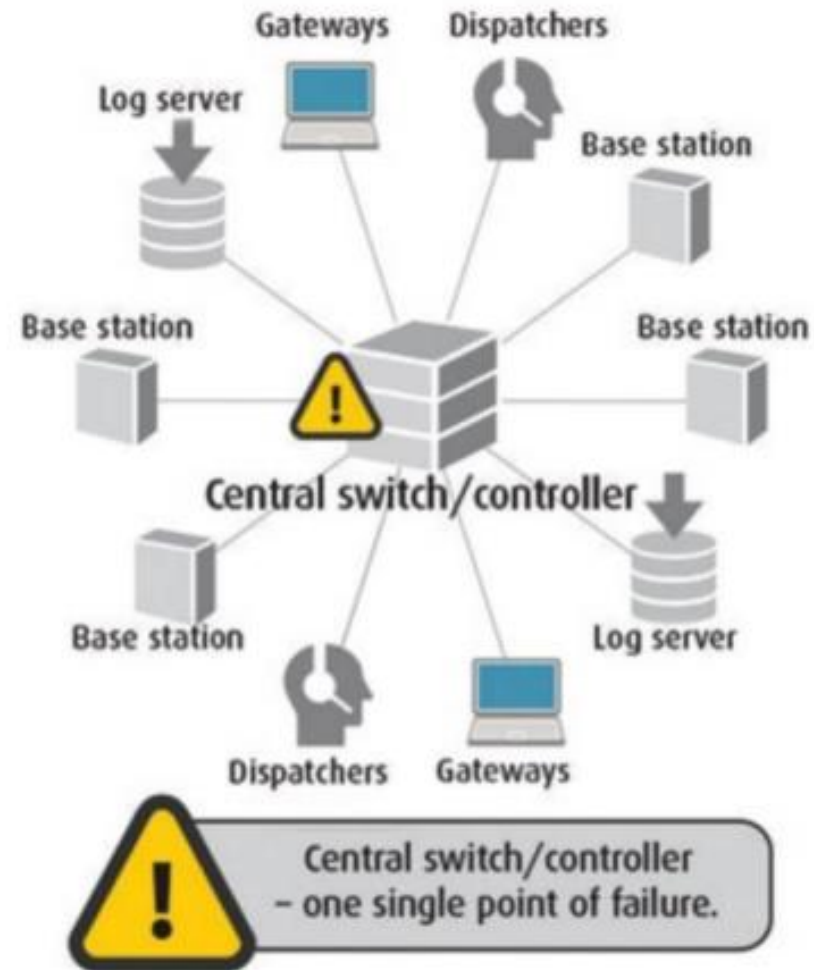 Gateways
Dispatchers
Log server
Base station
Base station
Base station
Central switch/controller
Base station
Log server
Dispatchers
Gateways
!
Central switch/controller
– one single point of failure.
!